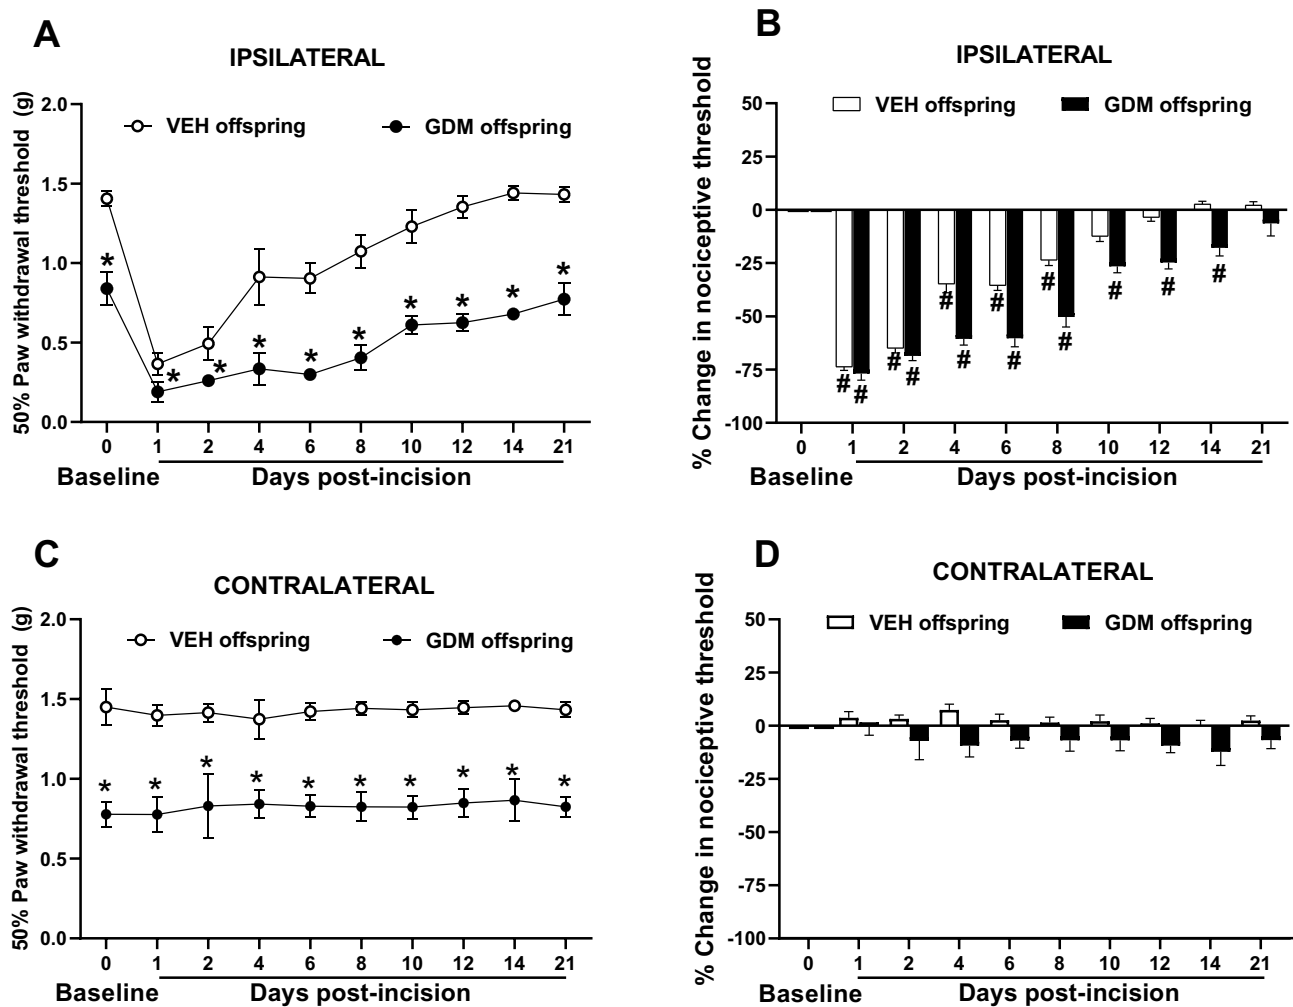 A
IPSILATERAL
50% Paw withdrawal threshold (g)
VEH offspring
GDM offspring
2.0
1.5
1.0
0.5
0.0
*
*
*
*
*
*
*
*
*
*
0 1 2 4 6 8 10 12 14 21
Baseline Days post-incision
B
IPSILATERAL
% Change in nociceptive threshold
VEH offspring
GDM offspring
50
25
0
-25
-50
-75
-100
# # # # # # # # # # # # #
0 1 2 4 6 8 10 12 14 21
Baseline Days post-incision
C
CONTRALATERAL
50% Paw withdrawal threshold (g)
VEH offspring
GDM offspring
2.0
1.5
1.0
0.5
0.0
* * * * * * * * * *
0 1 2 4 6 8 10 12 14 21
Baseline Days post-incision
D
CONTRALATERAL
% Change in nociceptive threshold
VEH offspring
GDM offspring
50
25
0
-25
-50
-75
-100
0 1 2 4 6 8 10 12 14 21
Baseline Days post-incision